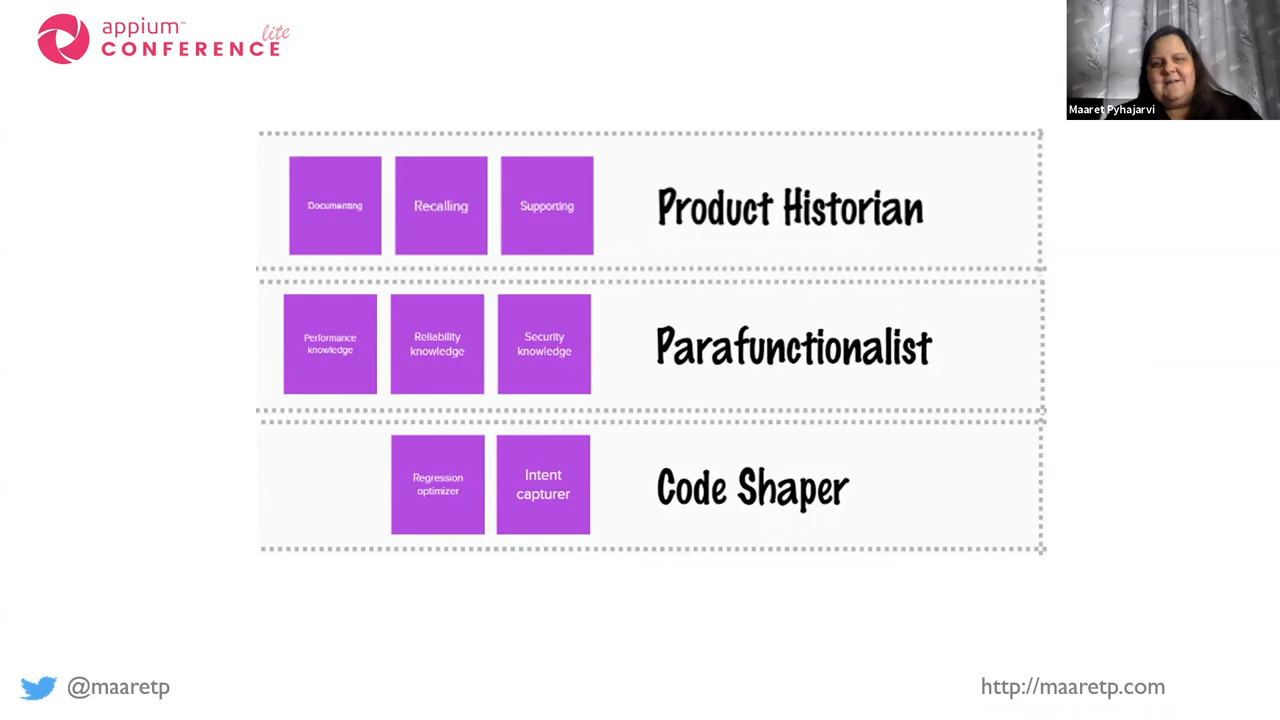 appium™
lite
CONFERENCE
Maaret Pyhajarvi
Documenting
Recalling
Supporting
Product Historian
Performance
knowledge
Reliability
knowledge
Security
knowledge
Parafunctionalist
Regression
optimizer
Intent
capturer
Code Shaper
@maaretp
http://maaretp.com